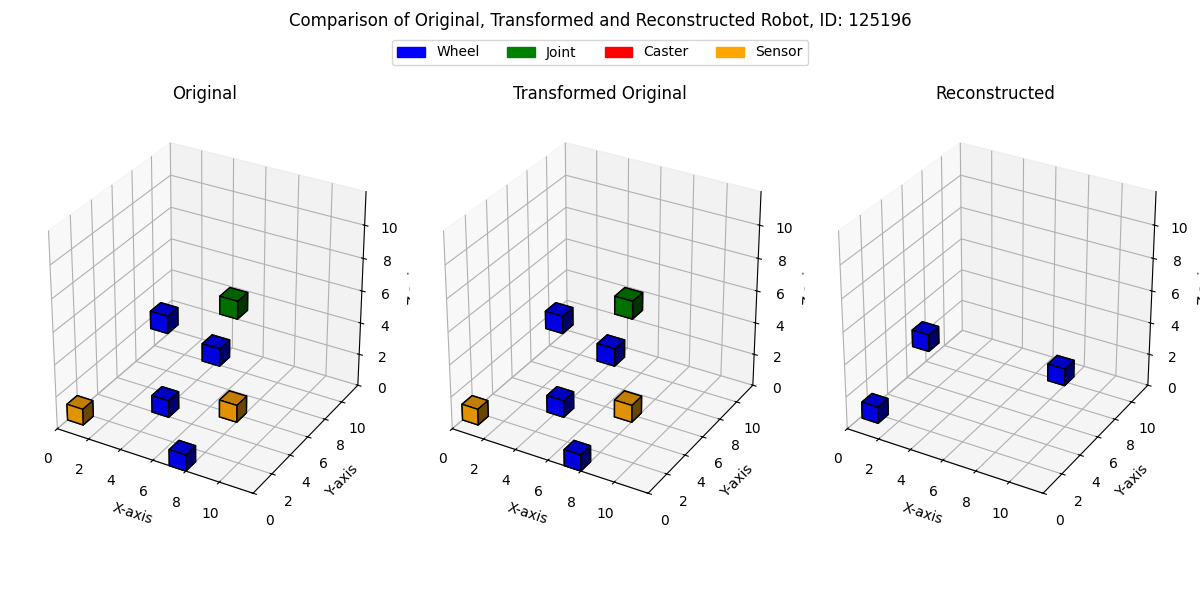 Comparison of Original, Transformed and Reconstructed Robot, ID: 125196
Wheel Joint Caster Sensor
Original Transformed Original Reconstructed
10 10 10
8 8 8
6 6 6
4 4 4
2 2 2
0 0 0
0 2 4 6 8 10 0 2 4 6 8 10 0 2 4 6 8 10
0 2 4 6 8 10 0 2 4 6 8 10 0 2 4 6 8 10
X-axis Y-axis X-axis Y-axis X-axis Y-axis